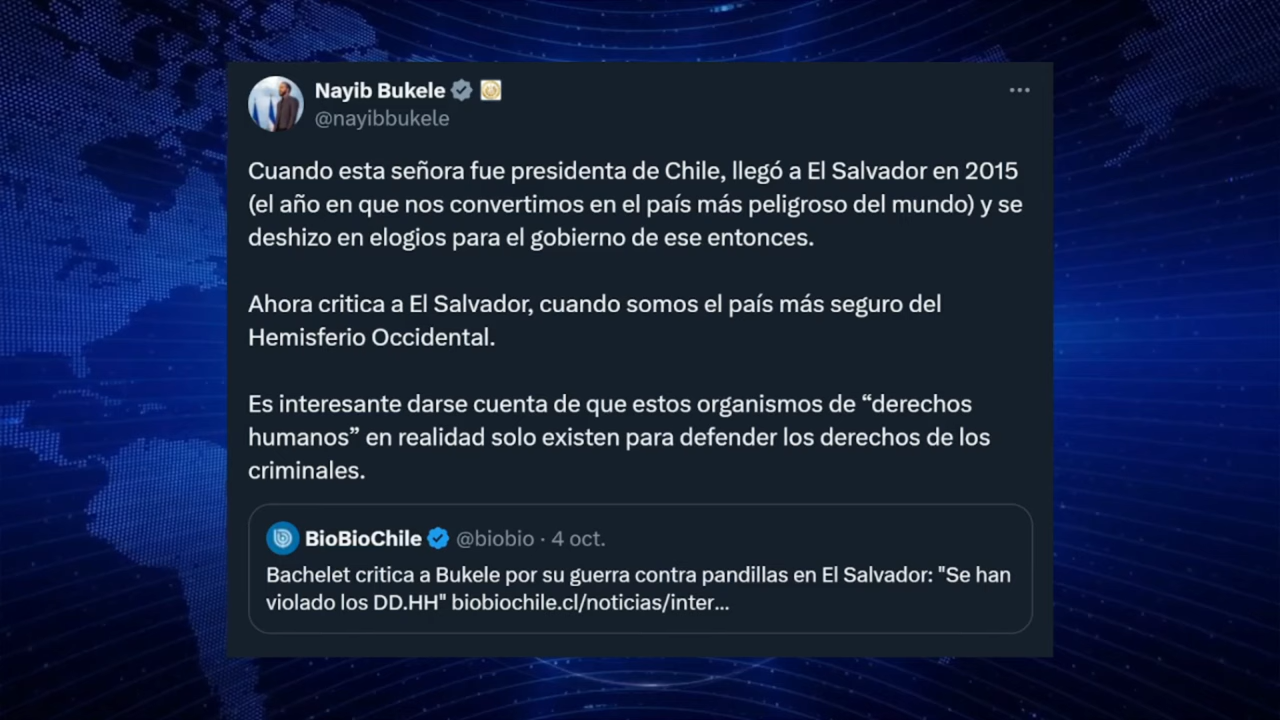 Nayib Bukele
@nayibbukele
Cuando esta señora fue presidenta de Chile, llegó a El Salvador en 2015
(el año en que nos convertimos en el país más peligroso del mundo) y se
deshizo en elogios para el gobierno de ese entonces.
Ahora critica a El Salvador, cuando somos el país más seguro del
Hemisferio Occidental.
Es interesante darse cuenta de que estos organismos de “derechos
humanos” en realidad solo existen para defender los derechos de los
criminales.
BioBioChile @biobio · 4 oct.
Bachelet critica a Bukele por su guerra contra pandillas en El Salvador: "Se han
violado los DD.HH" biobiochile.cl/noticias/inter...